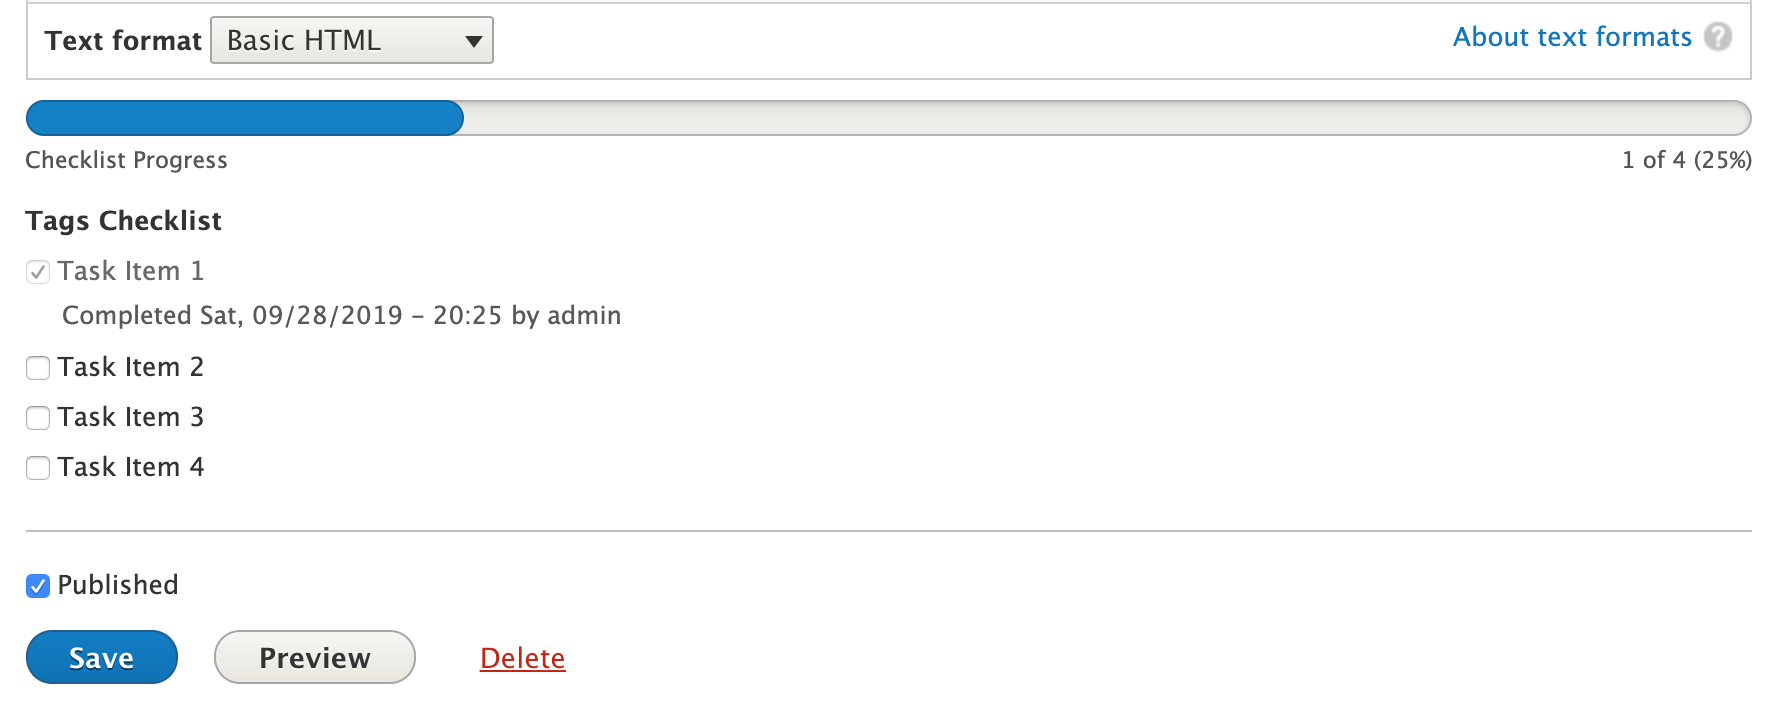 Text format Basic HTML About text formats ?
Checklist Progress 1 of 4 (25%)
Tags Checklist
Task Item 1
Completed Sat, 09/28/2019 - 20:25 by admin
Task Item 2
Task Item 3
Task Item 4
Published
Save Preview Delete